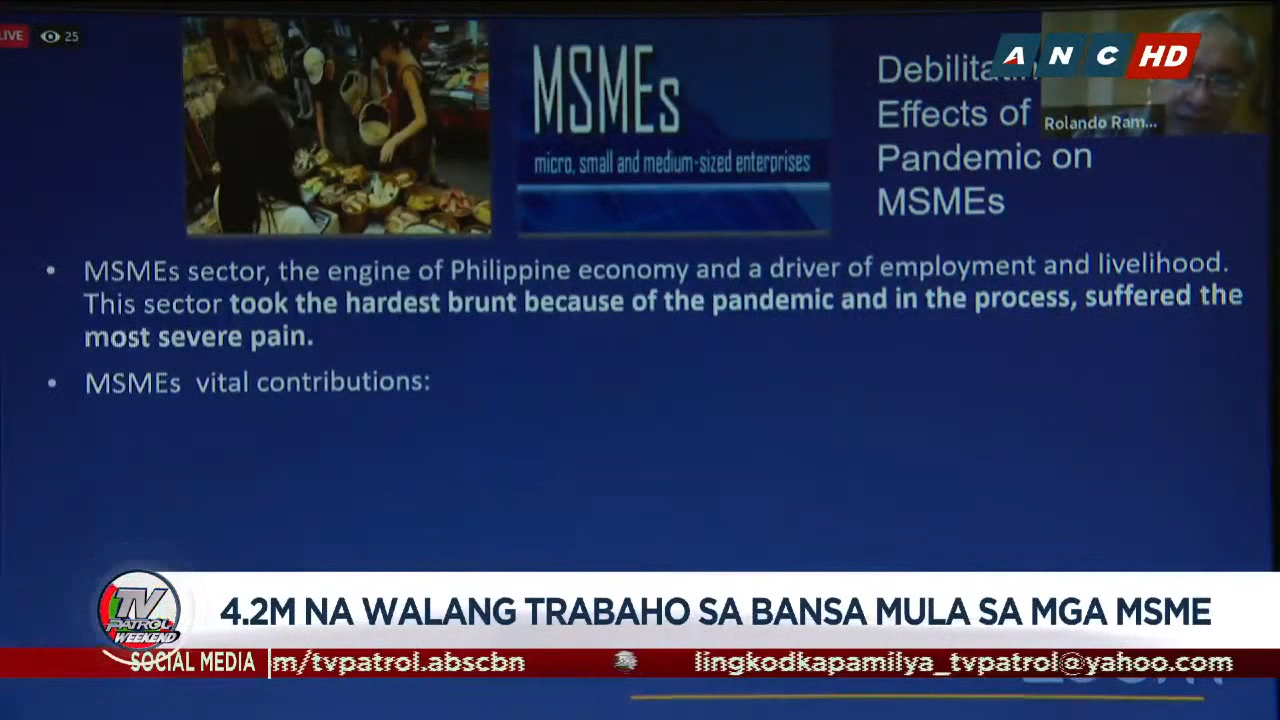 LIVE
25
ANC HD
MSMEs
micro, small and medium-sized enterprises
Effects of
Pandemic on
MSMEs
Rolando Ram...
• MSMEs sector, the engine of Philippine economy and a driver of employment and livelihood.
This sector took the hardest brunt because of the pandemic and in the process, suffered the
most severe pain.
• MSMEs vital contributions:
TV
PATROL
WEEKEND
4.2M NA WALANG TRABAHO SA BANSA MULA SA MGA MSME
SOCIAL MEDIA
m/tvpatrol.abscbn
lingkodkapamilya_tvpatrol@yahoo.com